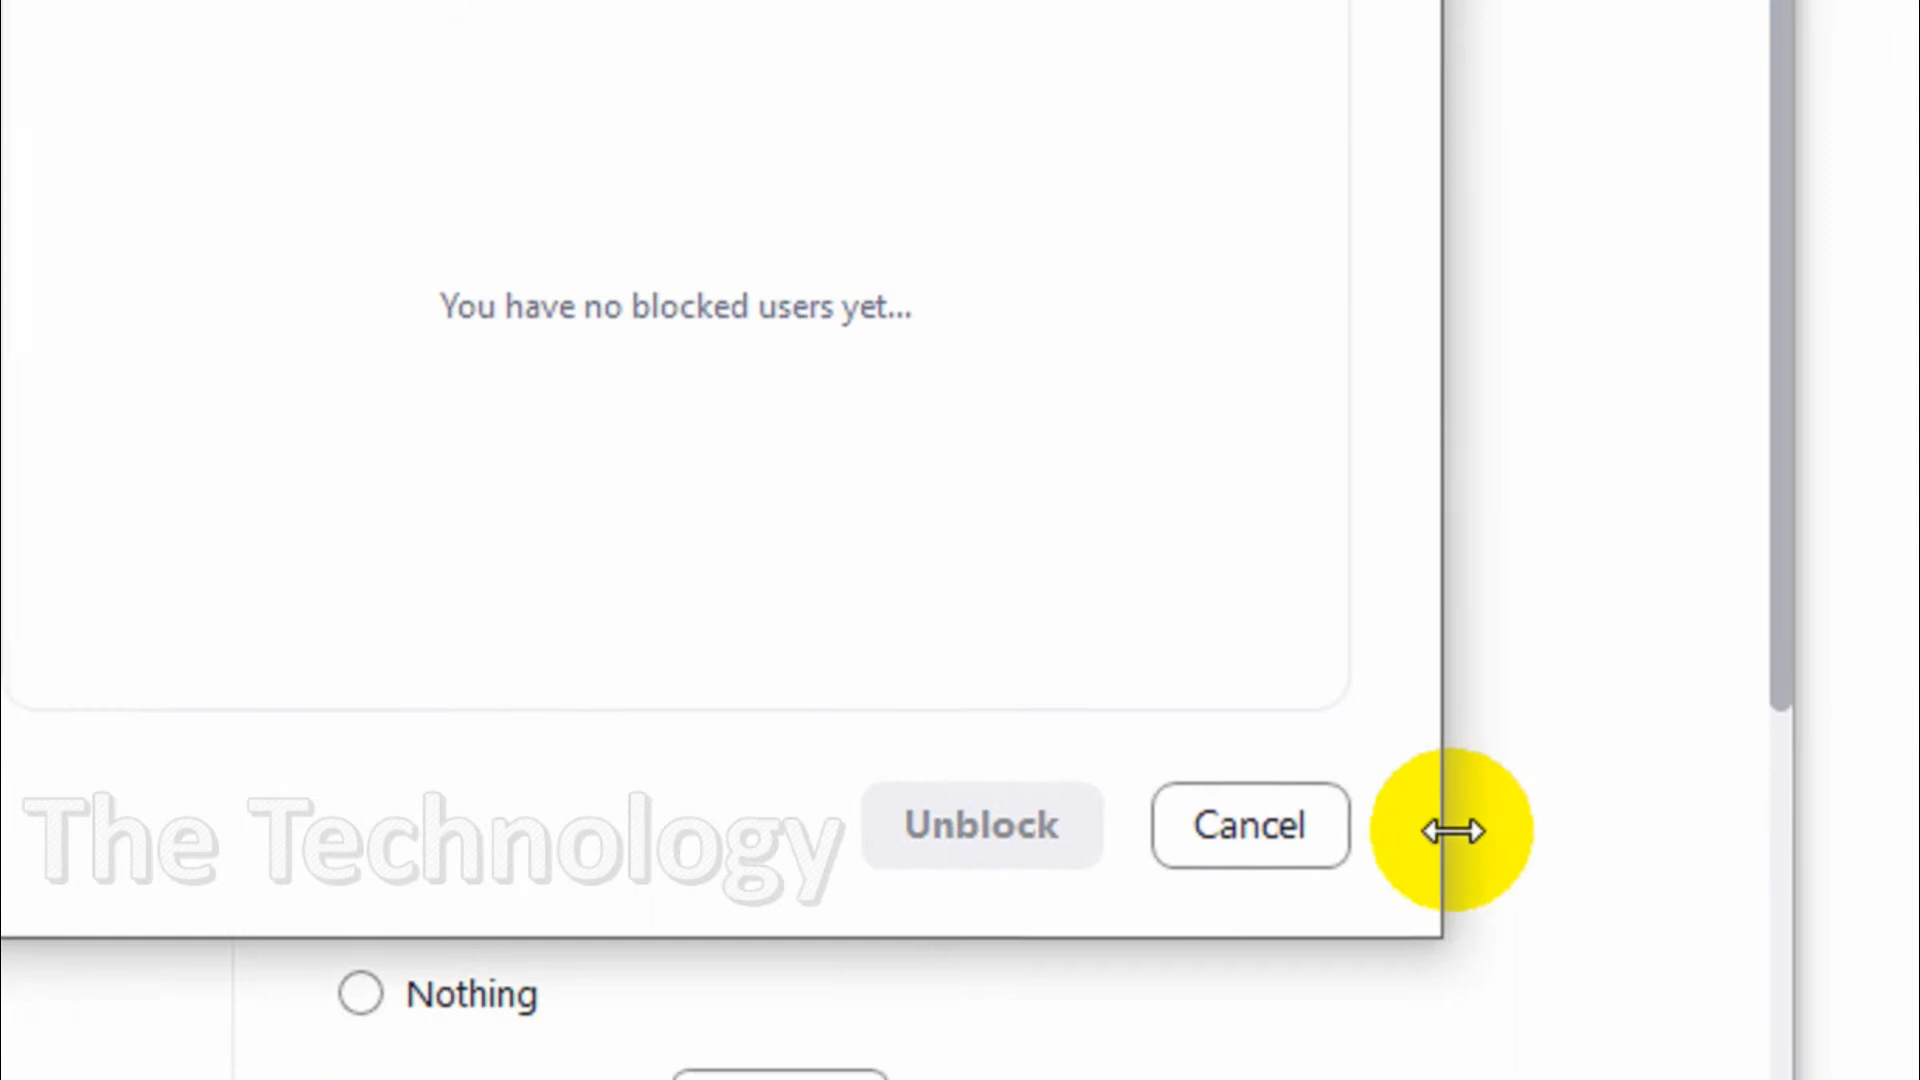 You have no blocked users yet...
The Technology
Unblock
Cancel
Nothing